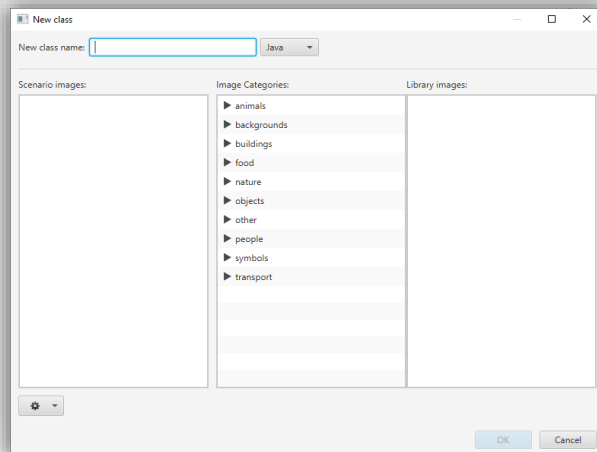 New class
New class name:
Java
Scenario images:
Image Categories:
Library images:
animals
backgrounds
buildings
food
nature
objects
other
people
symbols
transport
OK
Cancel